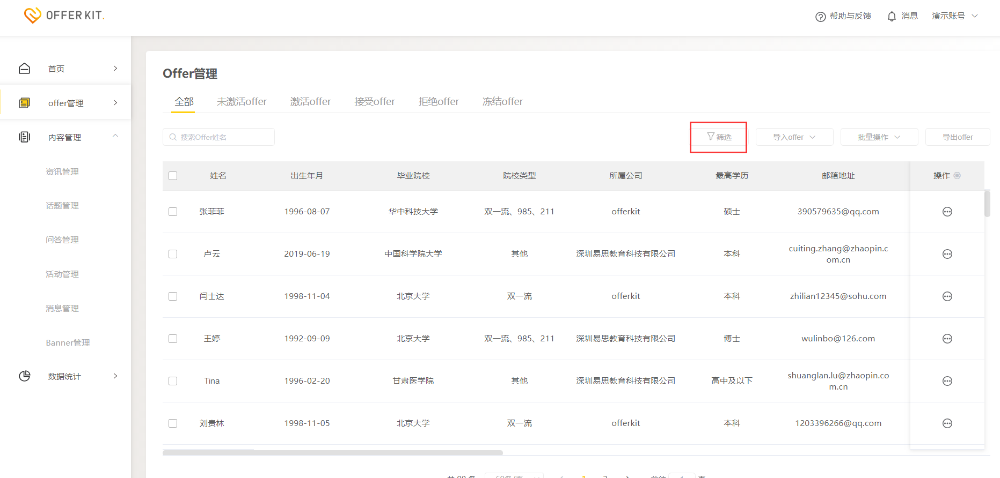 OFFER KIT.
帮助与反馈 消息 演示账号
首页
offer管理
内容管理
资讯管理
话题管理
问答管理
活动管理
消息管理
Banner管理
数据统计
Offer管理
全部 未激活offer 激活offer 接受offer 拒绝offer 冻结offer
搜索Offer姓名 筛选 导入offer 批量操作 导出offer
姓名 出生年月 毕业院校 院校类型 所属公司 最高学历 邮箱地址 操作
张菲菲 1996-08-07 华中科技大学 双一流、985、211 offerkit 硕士 390579635@qq.com
卢云 2019-06-19 中国科学院大学 其他 深圳易思教育科技有限公司 本科 cuiting.zhang@zhaopin.c
om.cn
闫士达 1998-11-04 北京大学 双一流 offerkit 本科 zhilian12345@sohu.com
王婷 1992-09-09 北京大学 双一流、985、211 深圳易思教育科技有限公司 博士 wulinbo@126.com
Tina 1996-02-20 甘肃医学院 其他 深圳易思教育科技有限公司 高中及以下 shuanglan.lu@zhaopin.co
m.cn
刘贵林 1998-11-05 北京大学 双一流 offerkit 本科 1203396266@qq.com